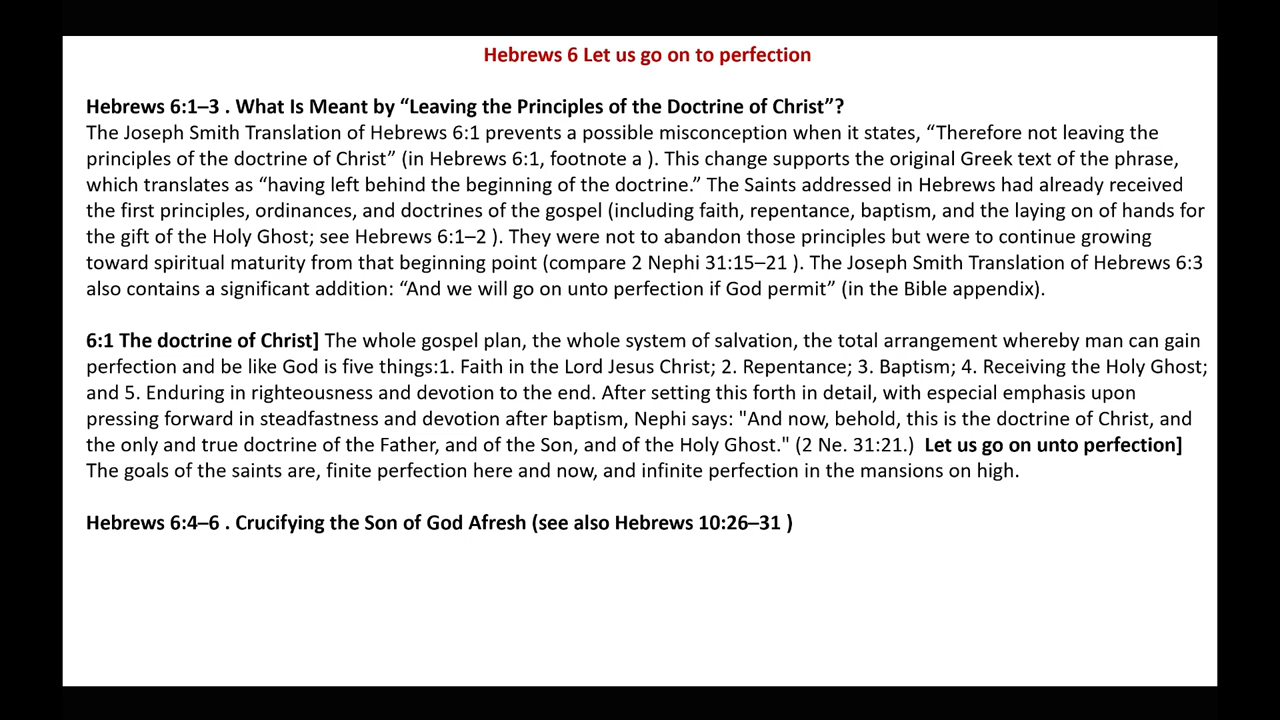 Hebrews 6 Let us go on to perfection
Hebrews 6:1–3 . What Is Meant by “Leaving the Principles of the Doctrine of Christ”?
The Joseph Smith Translation of Hebrews 6:1 prevents a possible misconception when it states, “Therefore not leaving the
principles of the doctrine of Christ” (in Hebrews 6:1, footnote a ). This change supports the original Greek text of the phrase,
which translates as “having left behind the beginning of the doctrine.” The Saints addressed in Hebrews had already received
the first principles, ordinances, and doctrines of the gospel (including faith, repentance, baptism, and the laying on of hands for
the gift of the Holy Ghost; see Hebrews 6:1–2 ). They were not to abandon those principles but were to continue growing
toward spiritual maturity from that beginning point (compare 2 Nephi 31:15–21 ). The Joseph Smith Translation of Hebrews 6:3
also contains a significant addition: “And we will go on unto perfection if God permit” (in the Bible appendix).
6:1 The doctrine of Christ] The whole gospel plan, the whole system of salvation, the total arrangement whereby man can gain
perfection and be like God is five things:1. Faith in the Lord Jesus Christ; 2. Repentance; 3. Baptism; 4. Receiving the Holy Ghost;
and 5. Enduring in righteousness and devotion to the end. After setting this forth in detail, with especial emphasis upon
pressing forward in steadfastness and devotion after baptism, Nephi says: "And now, behold, this is the doctrine of Christ, and
the only and true doctrine of the Father, and of the Son, and of the Holy Ghost." (2 Ne. 31:21.)  Let us go on unto perfection]
The goals of the saints are, finite perfection here and now, and infinite perfection in the mansions on high.
Hebrews 6:4–6 . Crucifying the Son of God Afresh (see also Hebrews 10:26–31 )